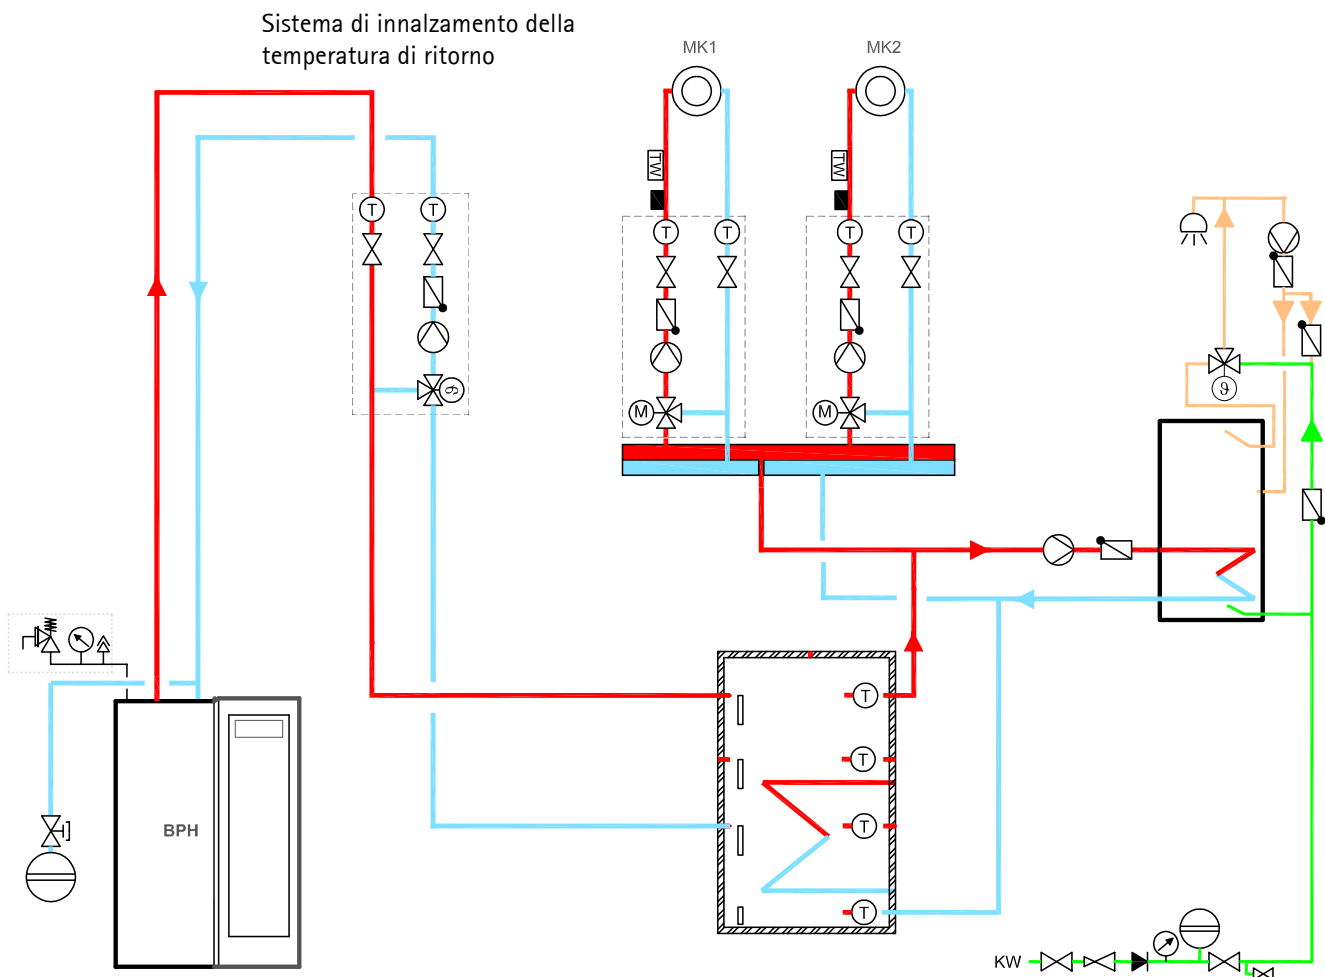 Sistema di innalzamento della
temperatura di ritorno
MK1
MK2
TW
TW
T
T
T
T
T
T
ϑ
M
M
ϑ
T
T
T
T
BPH
KW